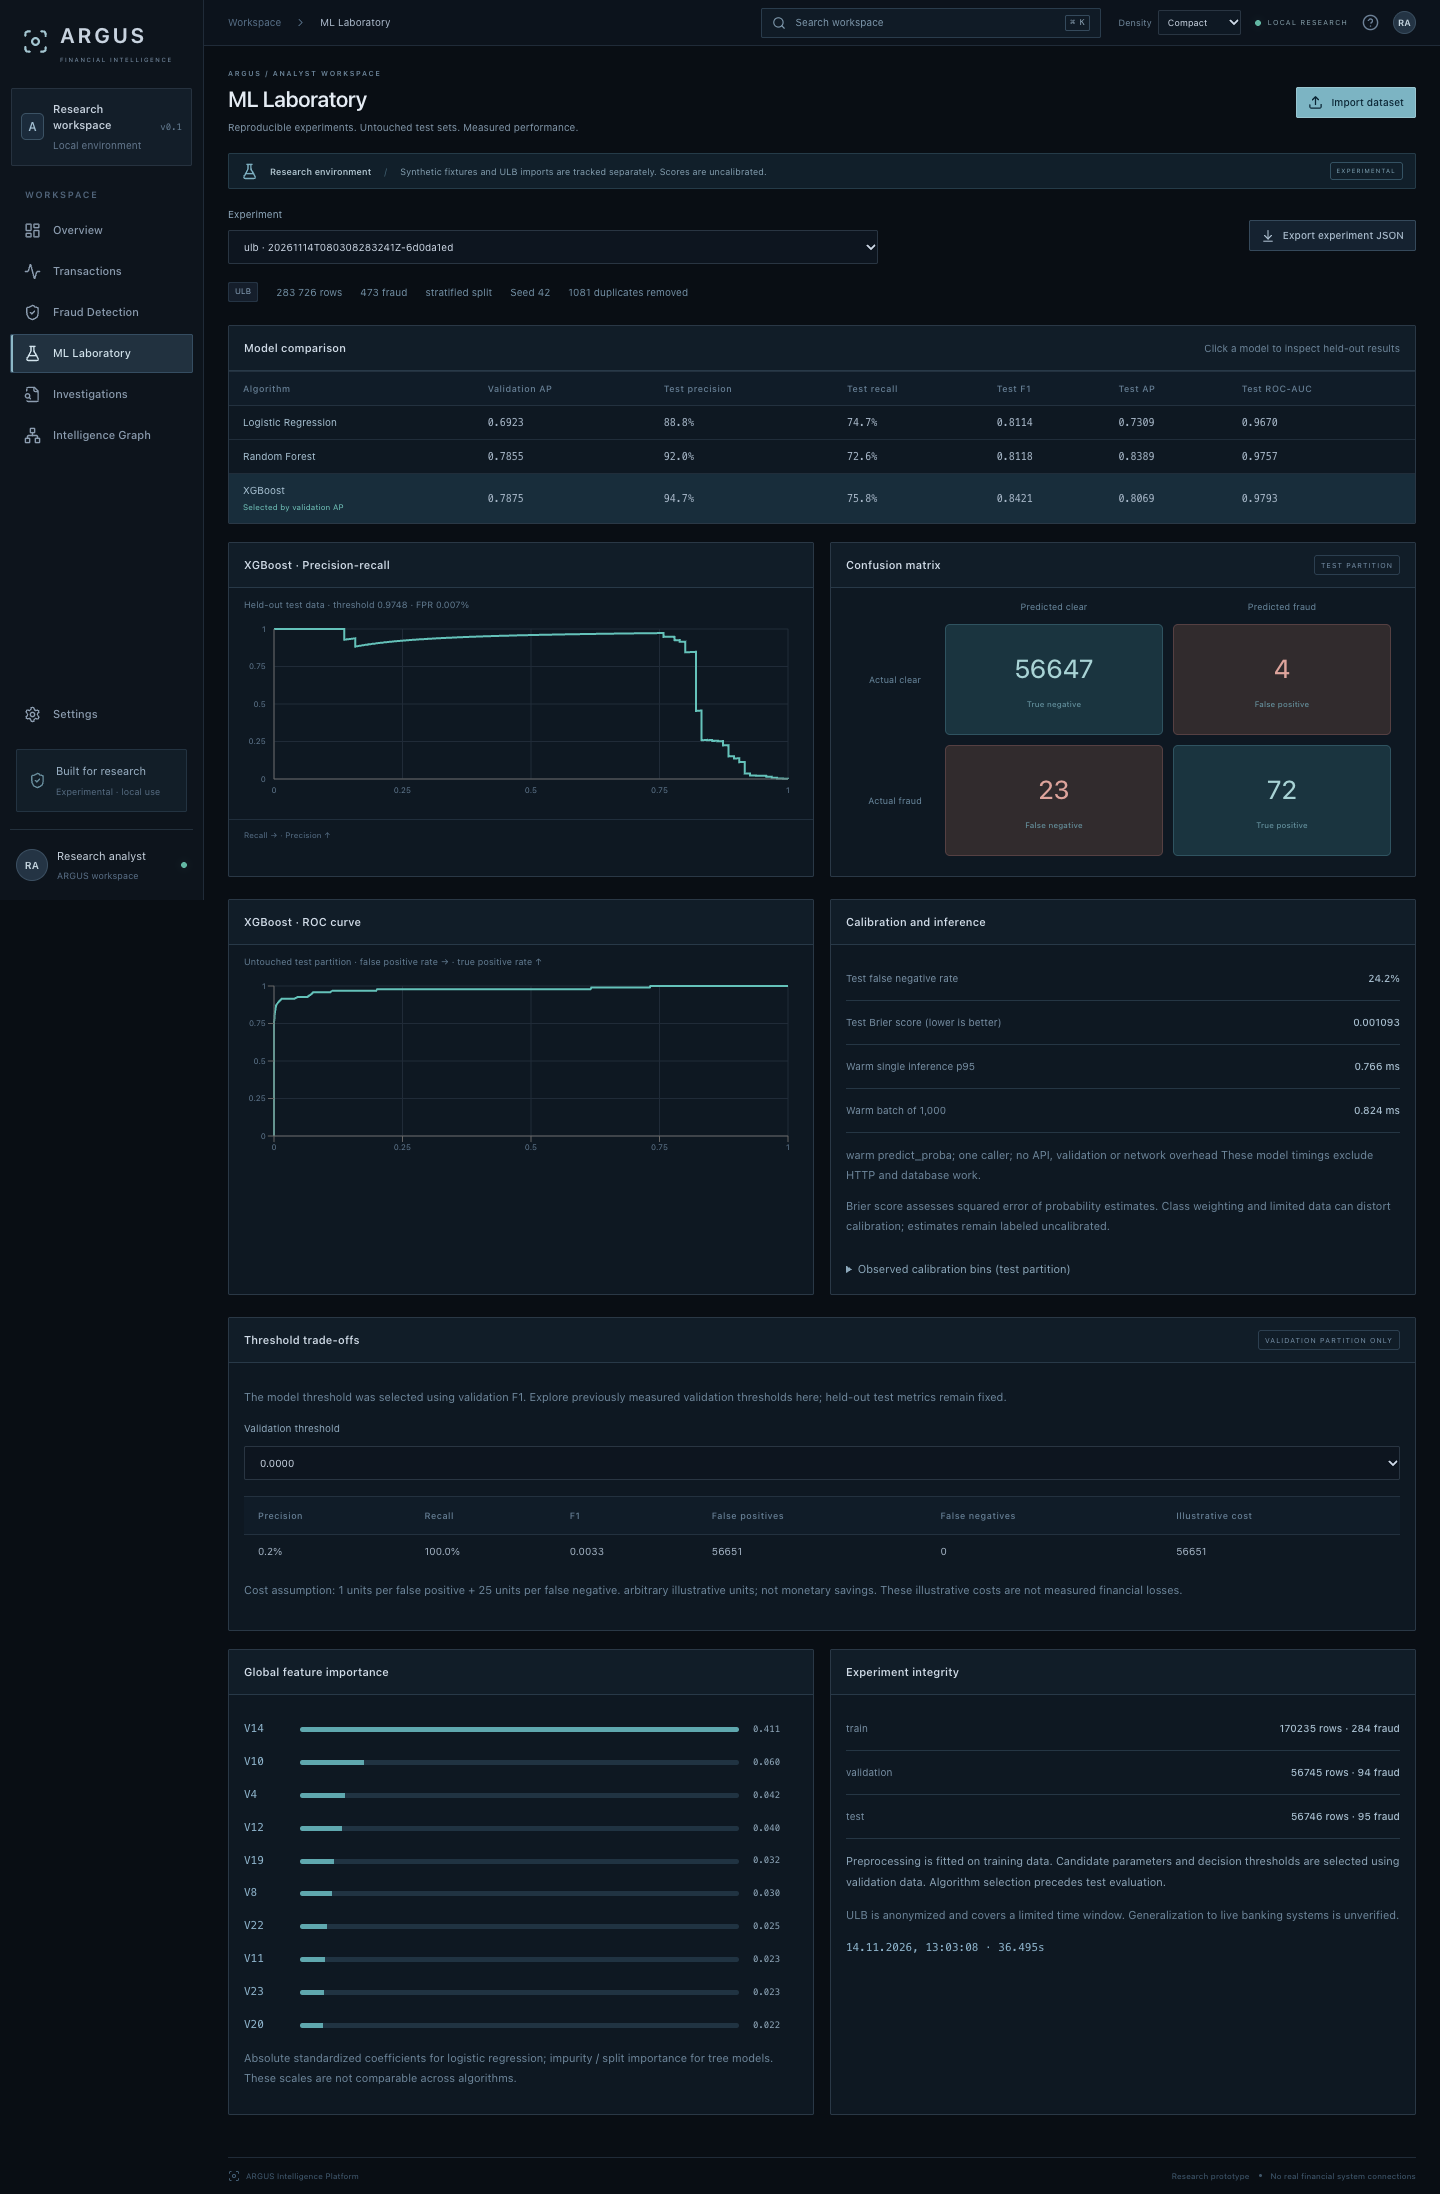 ARGUS
FINANCIAL INTELLIGENCE
A
Research workspace
v0.1
Local environment
WORKSPACE
Overview
Transactions
Fraud Detection
ML Laboratory
Investigations
Intelligence Graph
Settings
Built for research
Experimental · local use
RA
Research analyst
ARGUS workspace
Workspace > ML Laboratory
Search workspace
⌘ K
Density
Compact
LOCAL RESEARCH
RA
ARGUS / ANALYST WORKSPACE
ML Laboratory
Reproducible experiments. Untouched test sets. Measured performance.
Import dataset
Research environment / Synthetic fixtures and ULB imports are tracked separately. Scores are uncalibrated.
EXPERIMENTAL
Experiment
ulb · 20261114T080308283241Z-6d0da1ed
Export experiment JSON
ULB 283 726 rows 473 fraud stratified split Seed 42 1081 duplicates removed
Model comparison
Click a model to inspect held-out results
Algorithm Validation AP Test precision Test recall Test F1 Test AP Test ROC-AUC
Logistic Regression 0.6923 88.8% 74.7% 0.8114 0.7309 0.9670
Random Forest 0.7855 92.0% 72.6% 0.8118 0.8389 0.9757
XGBoost 0.7875 94.7% 75.8% 0.8421 0.8069 0.9793
Selected by validation AP
XGBoost · Precision-recall
Held-out test data · threshold 0.9748 · FPR 0.007%
1
0.75
0.5
0.25
0
0 0.25 0.5 0.75 1
Recall → · Precision ↑
Confusion matrix
TEST PARTITION
Predicted clear Predicted fraud
Actual clear
56647
True negative
4
False positive
Actual fraud
23
False negative
72
True positive
XGBoost · ROC curve
Untouched test partition · false positive rate → · true positive rate ↑
1
0.75
0.5
0.25
0
0 0.25 0.5 0.75 1
Calibration and inference
Test false negative rate 24.2%
Test Brier score (lower is better) 0.001093
Warm single inference p95 0.766 ms
Warm batch of 1,000 0.824 ms
warm predict_proba; one caller; no API, validation or network overhead These model timings exclude
HTTP and database work.
Brier score assesses squared error of probability estimates. Class weighting and limited data can distort
calibration; estimates remain labeled uncalibrated.
▶ Observed calibration bins (test partition)
Threshold trade-offs
VALIDATION PARTITION ONLY
The model threshold was selected using validation F1. Explore previously measured validation thresholds here; held-out test metrics remain fixed.
Validation threshold
0.0000
Precision Recall F1 False positives False negatives Illustrative cost
0.2% 100.0% 0.0033 56651 0 56651
Cost assumption: 1 units per false positive + 25 units per false negative. arbitrary illustrative units; not monetary savings. These illustrative costs are not measured financial losses.
Global feature importance
V14 0.411
V10 0.060
V4 0.042
V12 0.040
V19 0.032
V8 0.030
V22 0.025
V11 0.023
V23 0.023
V20 0.022
Absolute standardized coefficients for logistic regression; impurity / split importance for tree models.
These scales are not comparable across algorithms.
Experiment integrity
train 170235 rows · 284 fraud
validation 56745 rows · 94 fraud
test 56746 rows · 95 fraud
Preprocessing is fitted on training data. Candidate parameters and decision thresholds are selected using
validation data. Algorithm selection precedes test evaluation.
ULB is anonymized and covers a limited time window. Generalization to live banking systems is unverified.
14.11.2026, 13:03:08 · 36.495s
ARGUS Intelligence Platform
Research prototype • No real financial system connections